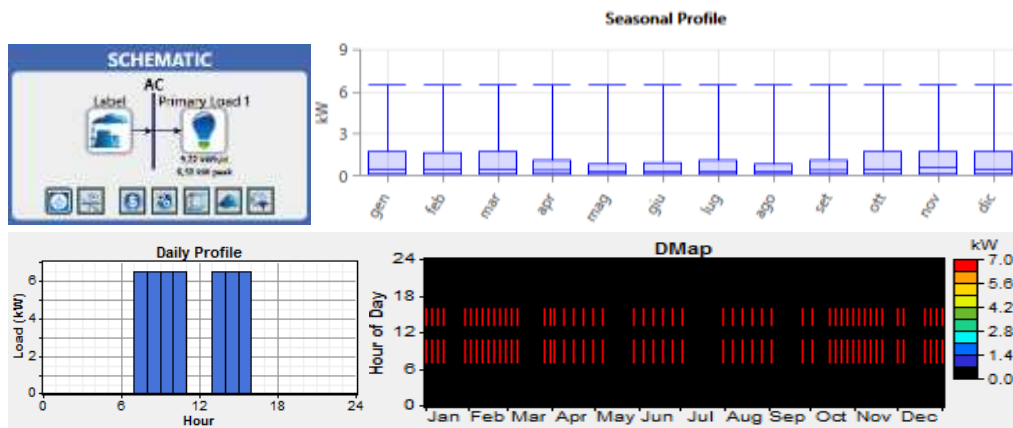 Seasonal Profile
9
6
3
0
kW
gen feb mar apr mag giu lug ago set ott nov dic
SCHEMATIC
AC
Label Primary Load 1
Daily Profile
6
4
2
0
Load (kW)
0 6 12 18 24
Hour
DMap
24
18
12
6
0
Hour of Day
Jan Feb Mar Apr May Jun Jul Aug Sep Oct Nov Dec
kW
7.0
5.6
4.2
2.8
1.4
0.0